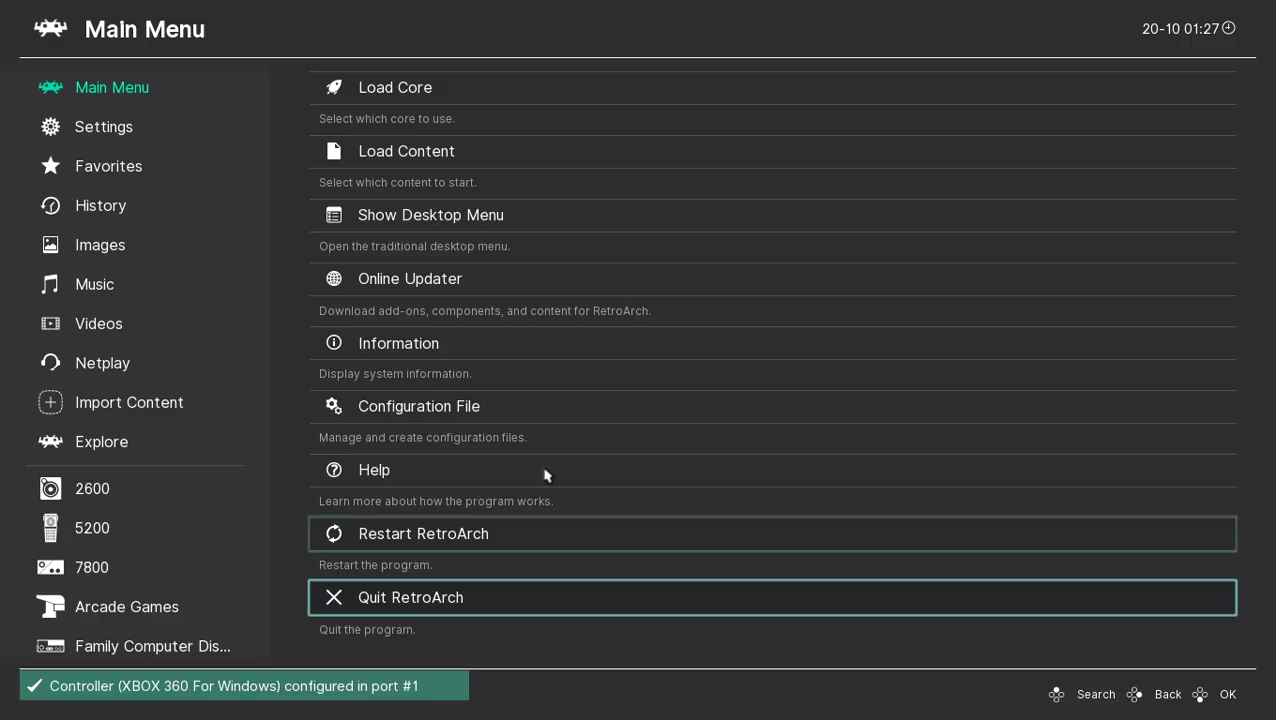 Main Menu
20-10 01:27
Main Menu
Settings
Favorites
History
Images
Music
Videos
Netplay
Import Content
Explore
2600
5200
7800
Arcade Games
Family Computer Dis...
Load Core
Select which core to use.
Load Content
Select which content to start.
Show Desktop Menu
Open the traditional desktop menu.
Online Updater
Download add-ons, components, and content for RetroArch.
Information
Display system information.
Configuration File
Manage and create configuration files.
Help
Learn more about how the program works.
Restart RetroArch
Restart the program.
Quit RetroArch
Quit the program.
Controller (XBOX 360 For Windows) configured in port #1
Search Back OK